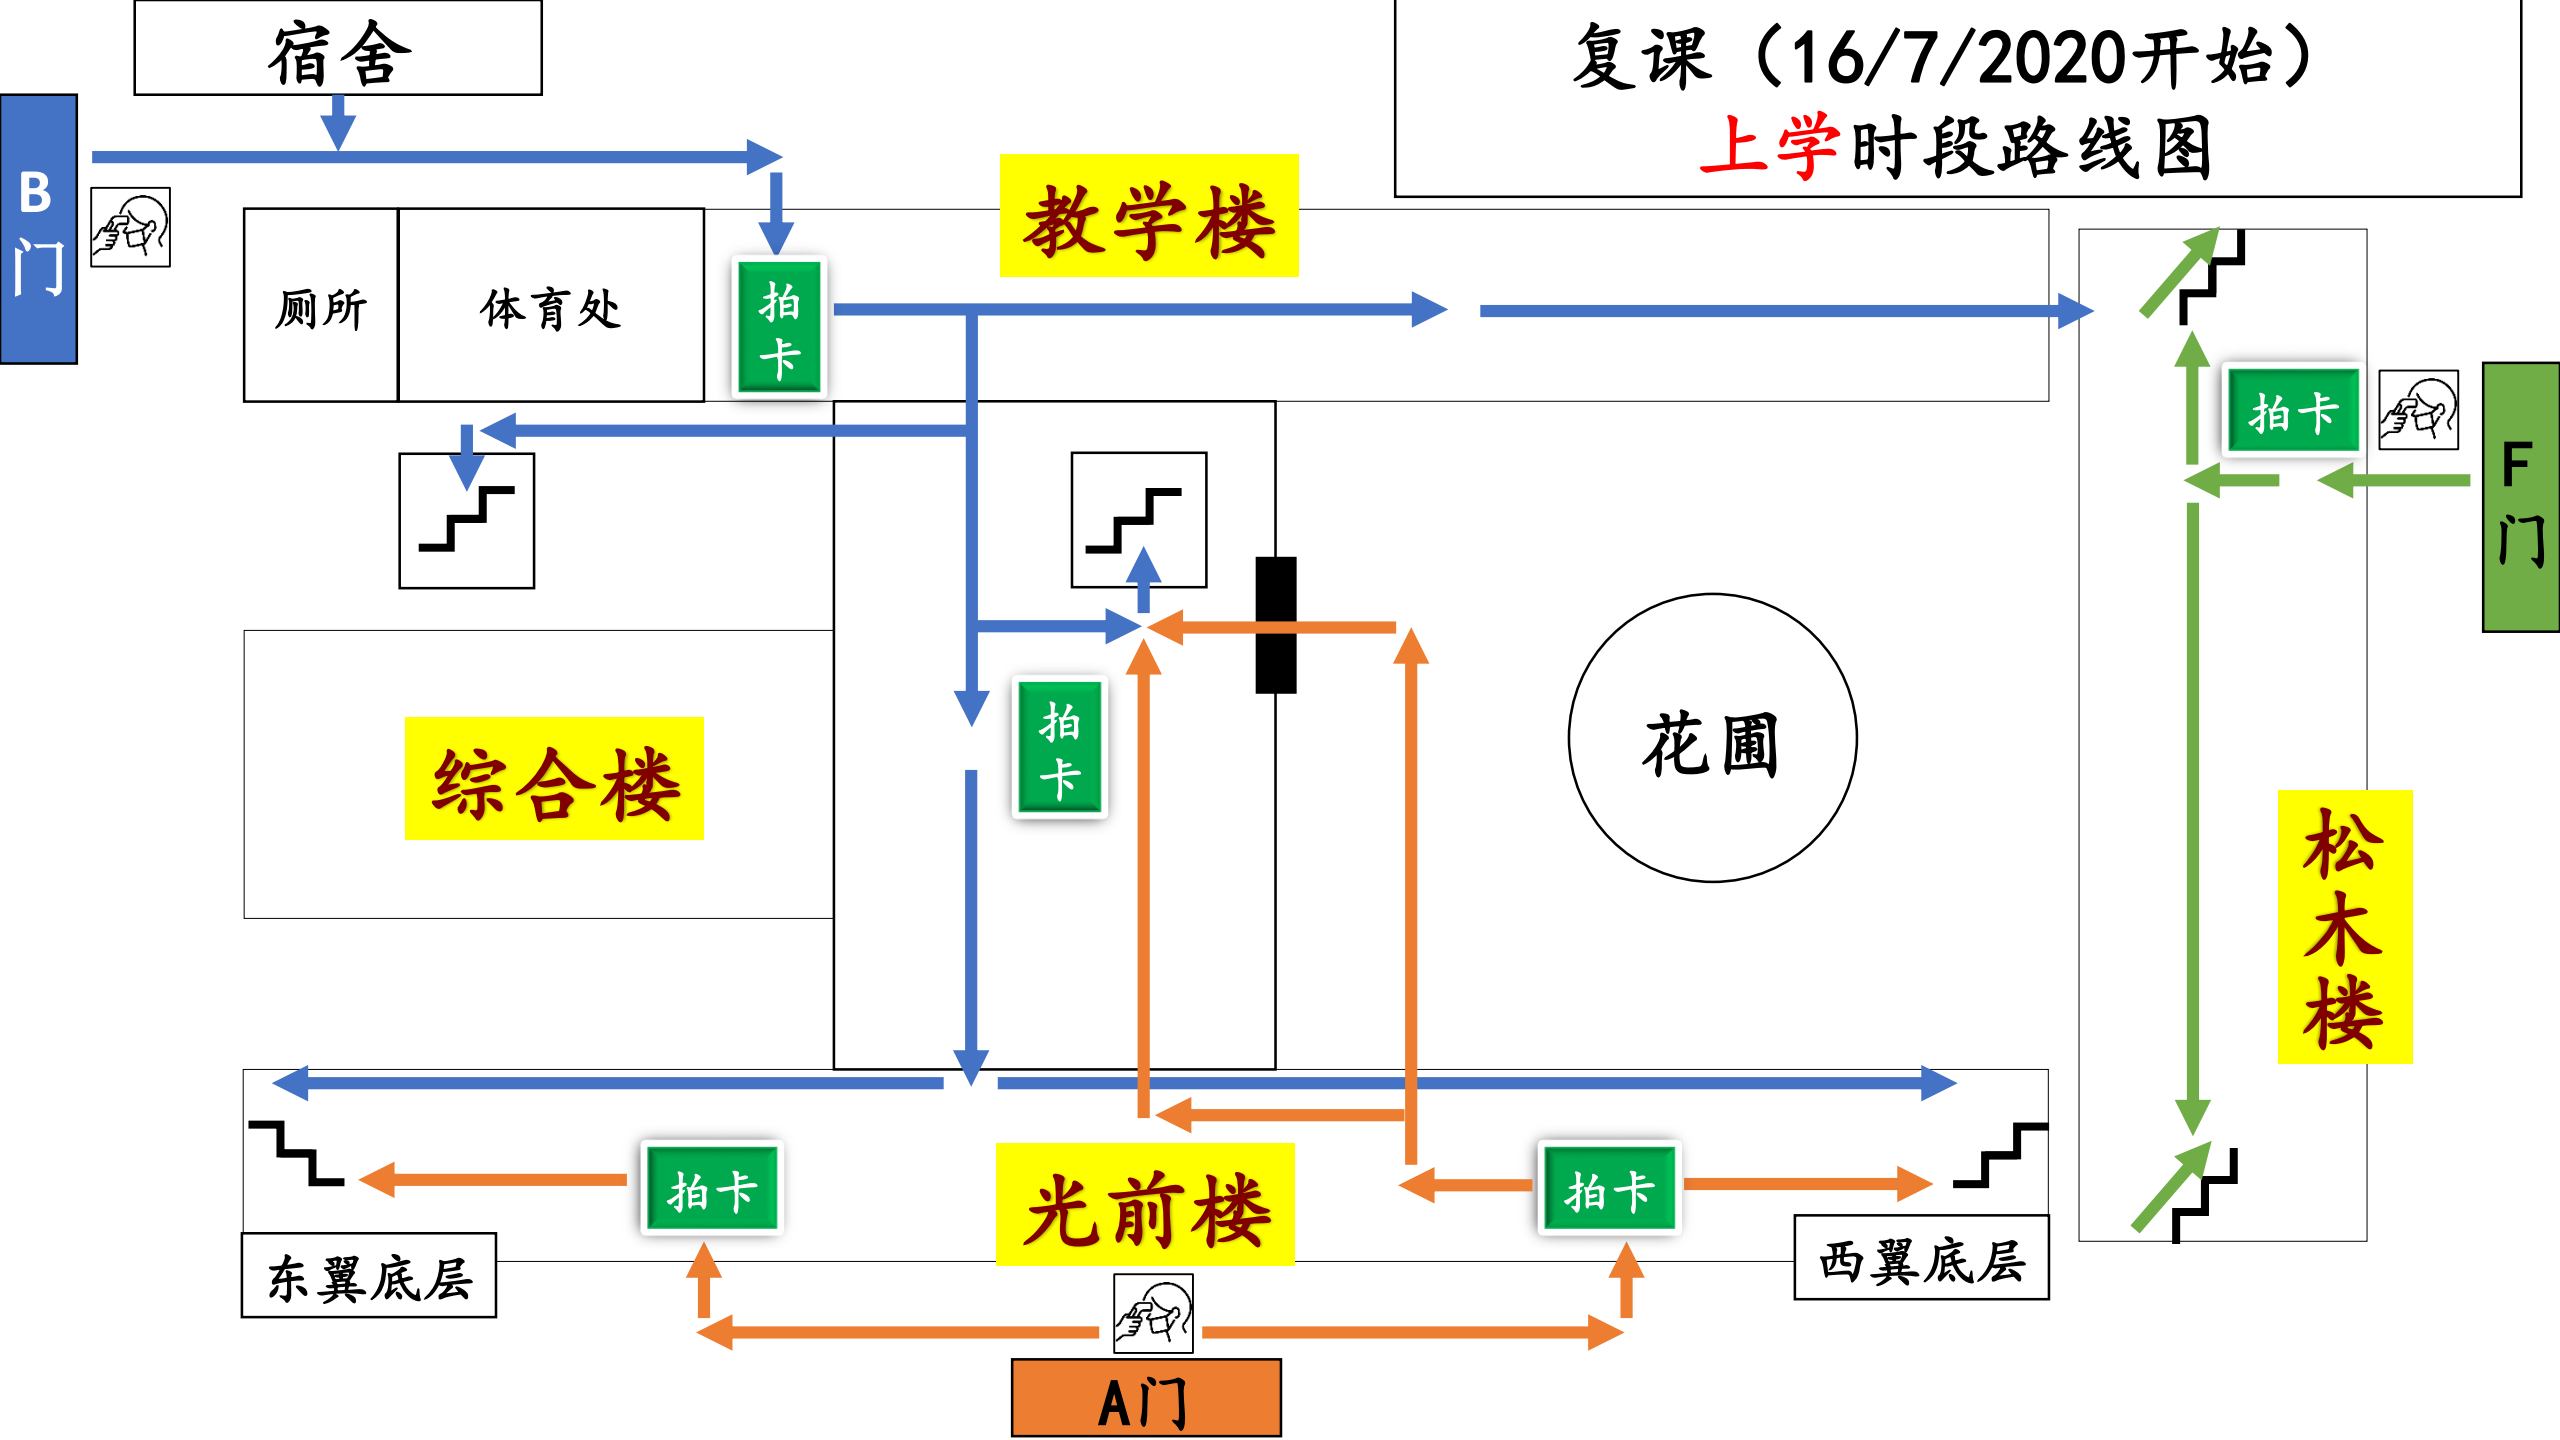 宿舍
复课（16/7/2020开始）
上学时段路线图
B
门
教学楼
厕所
体育处
拍
卡
拍卡
F
门
拍
卡
花圃
综合楼
松
木
楼
拍卡
光前楼
拍卡
东翼底层
西翼底层
A门